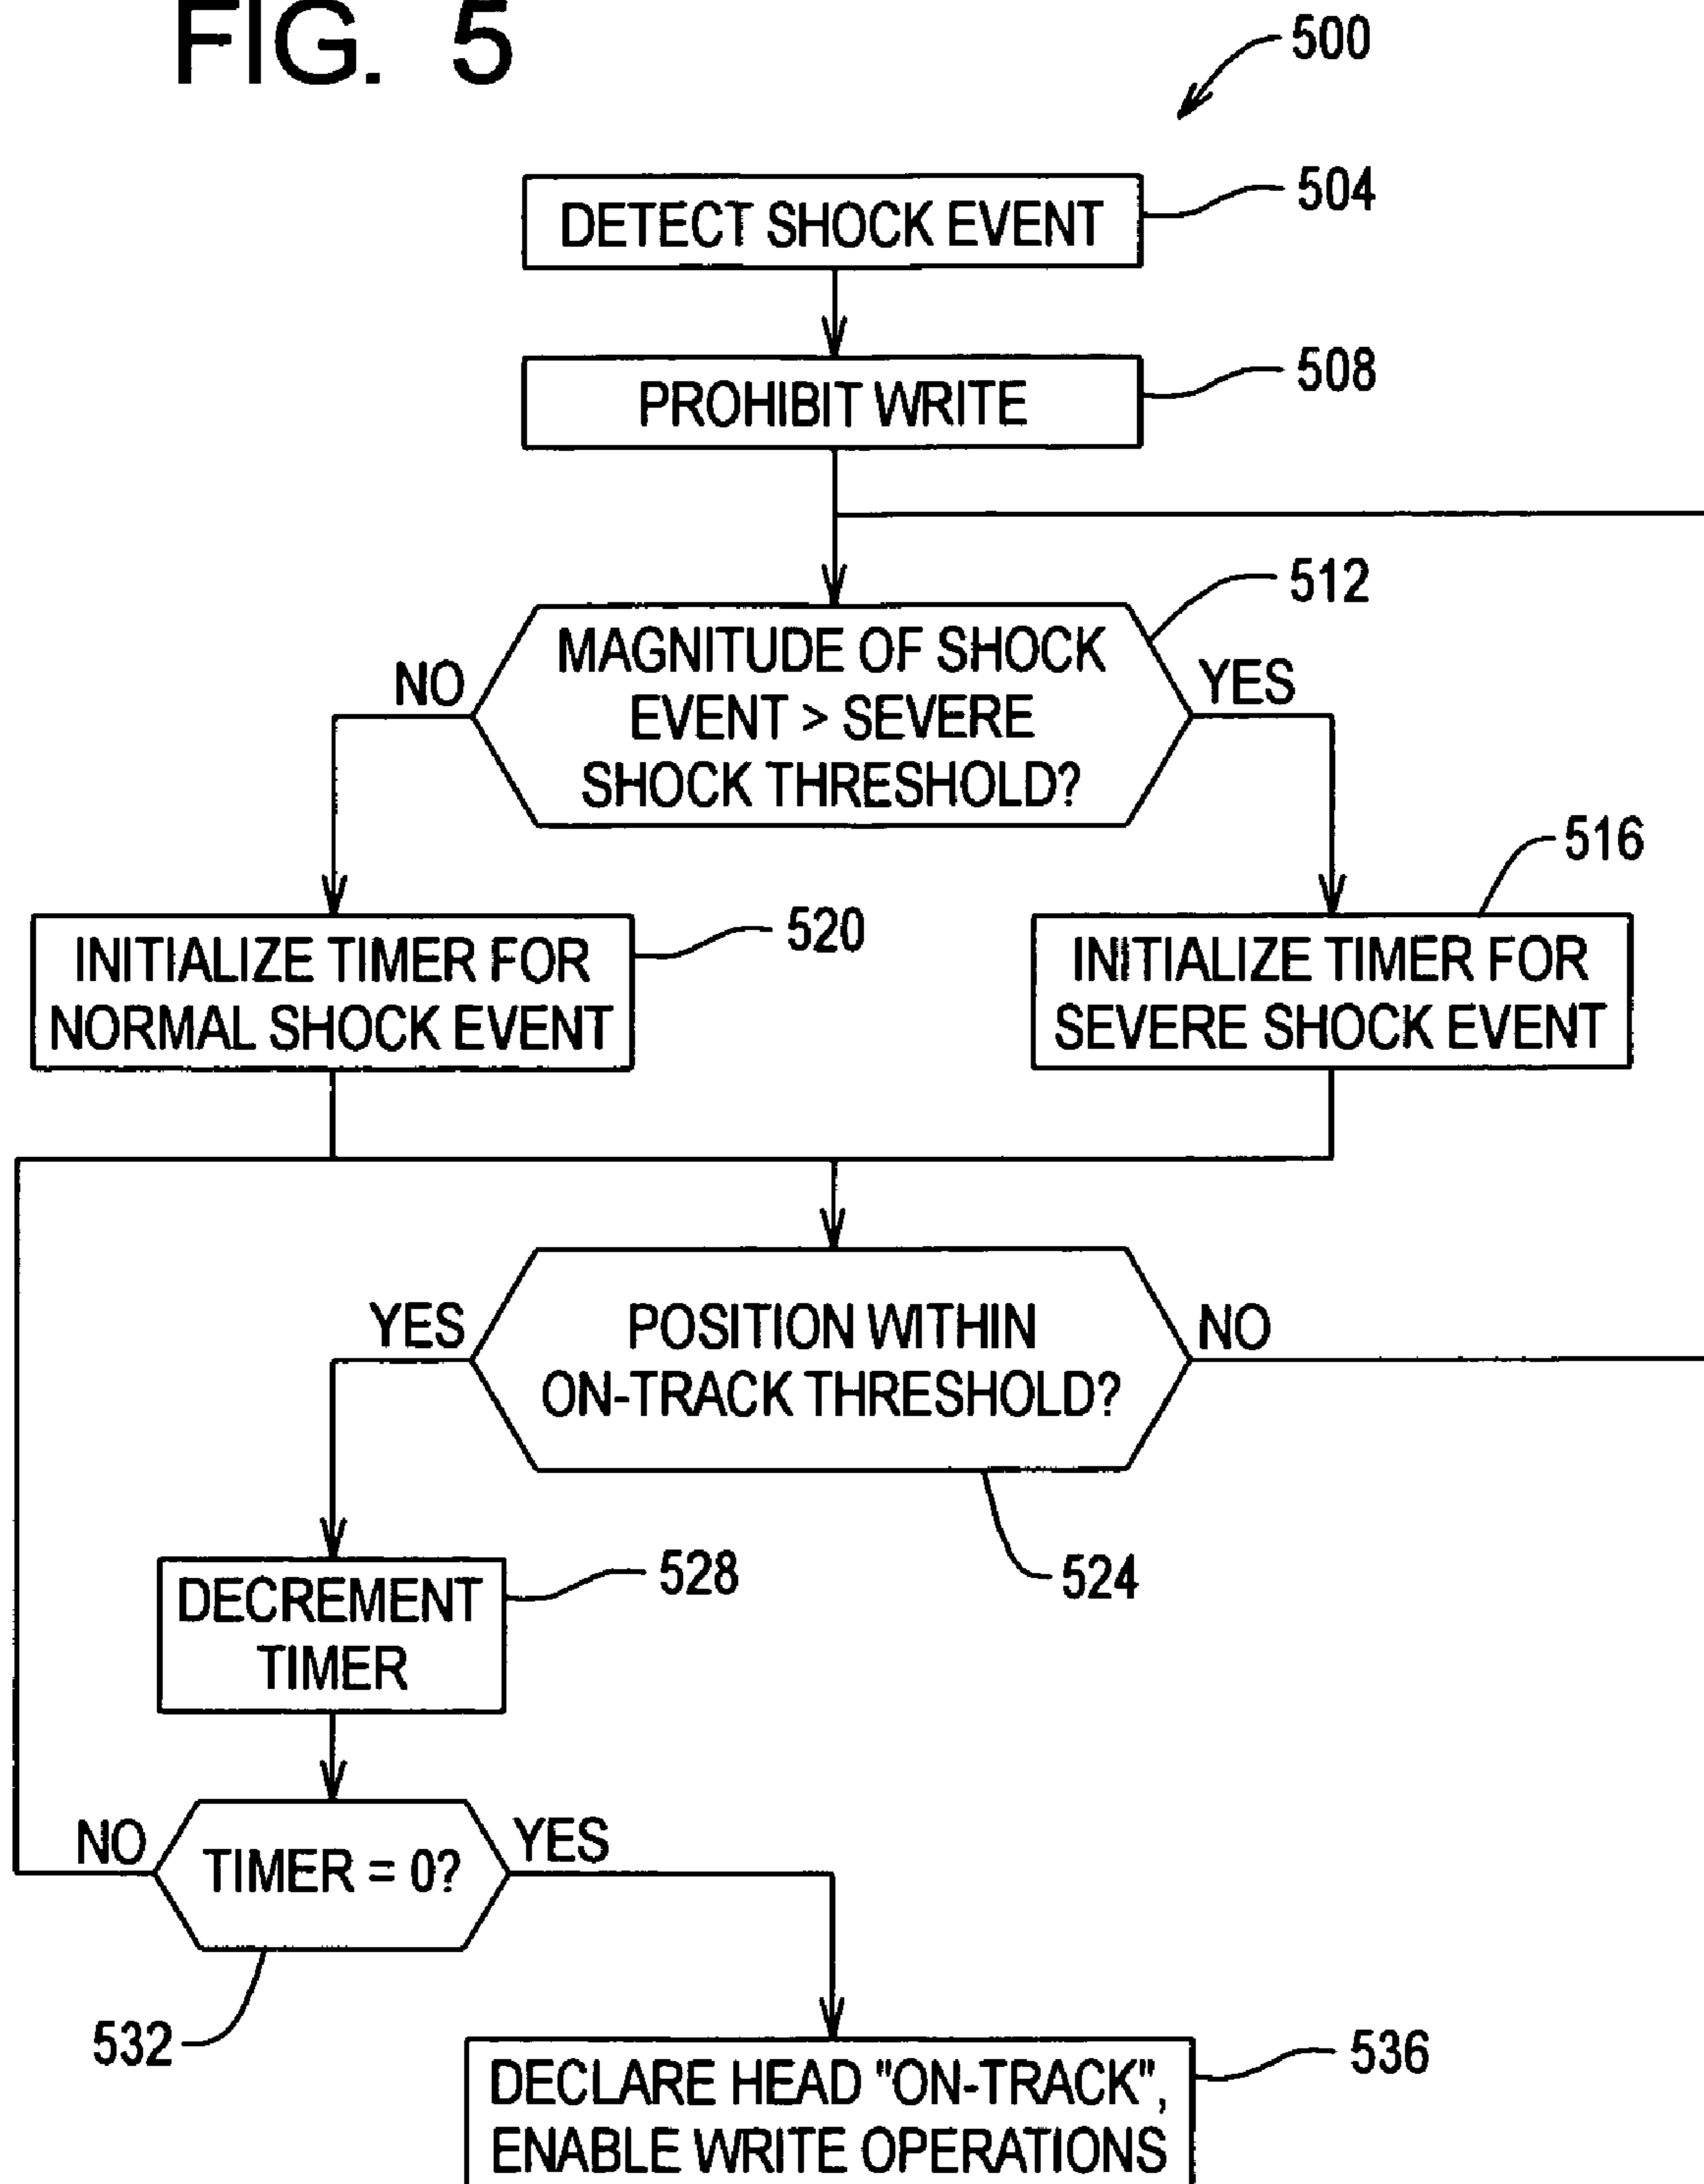 FIG. 5
500
DETECT SHOCK EVENT
504
PROHIBIT WRITE
508
512
MAGNITUDE OF SHOCK
EVENT > SEVERE
SHOCK THRESHOLD?
NO
YES
516
520
INITIALIZE TIMER FOR
NORMAL SHOCK EVENT
INITIALIZE TIMER FOR
SEVERE SHOCK EVENT
YES
POSITION WITHIN
ON-TRACK THRESHOLD?
NO
524
528
DECREMENT
TIMER
NO
TIMER = 0?
YES
532
536
DECLARE HEAD "ON-TRACK",
ENABLE WRITE OPERATIONS